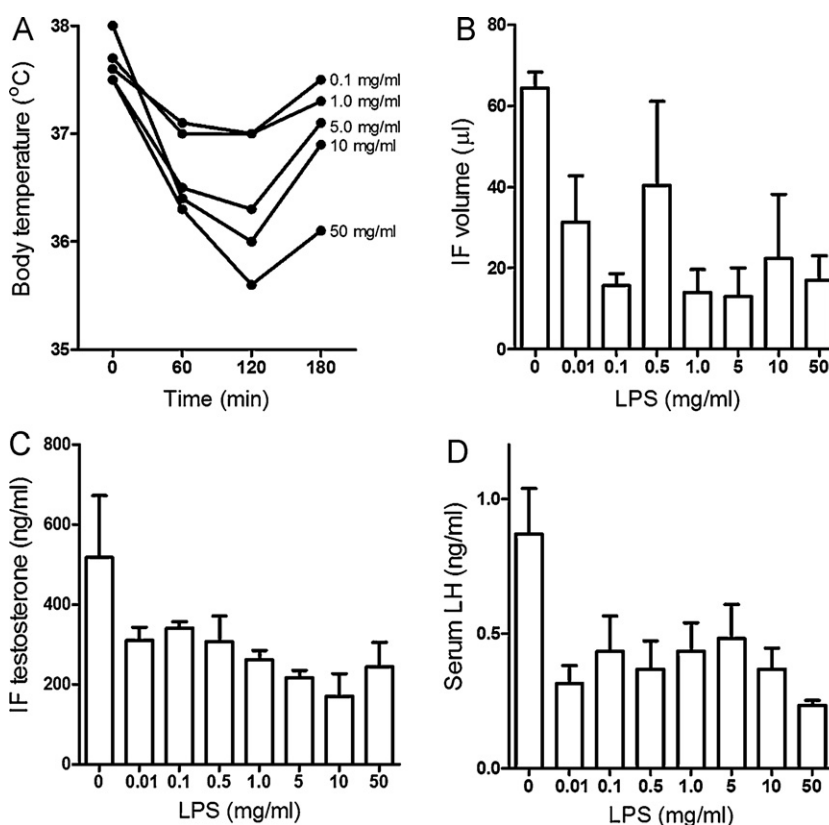 A
Body temperature (°C)
38
37
36
35
0.1 mg/ml
1.0 mg/ml
5.0 mg/ml
10 mg/ml
50 mg/ml
0 60 120 180
Time (min)
B
IF volume (µl)
60
40
20
0
0 0.01 0.1 0.5 1.0 5 10 50
LPS (mg/ml)
C
IF testosterone (ng/ml)
800
600
400
200
0
0 0.01 0.1 0.5 1.0 5 10 50
LPS (mg/ml)
D
Serum LH (ng/ml)
1.0
0.5
0.0
0 0.01 0.1 0.5 1.0 5 10 50
LPS (mg/ml)